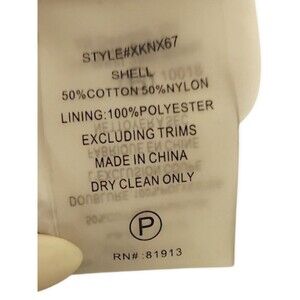 STYLE#XKNX67
SHELL
50%COTTON 50%NYLON
LINING:100%POLYESTER
EXCLUDING TRIMS
MADE IN CHINA
DRY CLEAN ONLY
P
RN#:81913